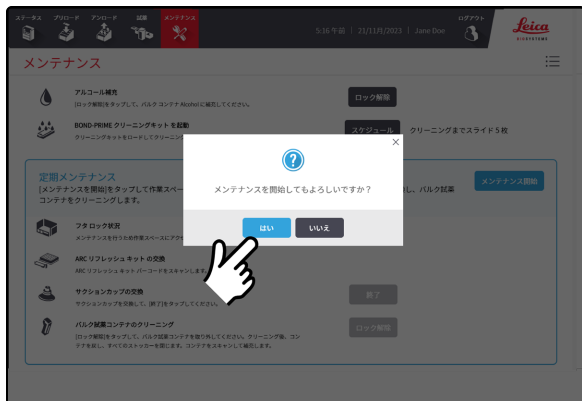 ステータス プリロード アンロード 試薬 メンテナンス
5:16 午前 | 21/11月/2023 | Jane Doe
ログアウト
Leica
BIOSYSTEMS
メンテナンス
アルコール補充
[ロック解除]をタップして、バルク コンテナ Alcohol に補充してください。
ロック解除
BOND-PRIME クリーニングキット を起動
クリーニングキットをロードしてクリーニン
スケジュール
クリーニングまでスライド 5 枚
メンテナンスを開始してもよろしいですか？
はい
いいえ
定期メンテナンス
[メンテナンスを開始]をタップして作業スペー
し、バルク試薬
コンテナをクリーニングします。
メンテナンス開始
フタ ロック状況
メンテナンスを行うため作業スペースにアク
ARC リフレッシュ キット の交換
ARC リフレッシュ キット バーコードをスキャンします。
サクションカップの交換
サクションカップを交換して、[終了]をタップしてください。
終了
バルク試薬コンテナのクリーニング
[ロック解除]をタップして、バルク試薬コンテナを取り外してください。クリーニング後、コン
テナを戻し、すべてのストッカーを閉じます。コンテナをスキャンして補充します。
ロック解除